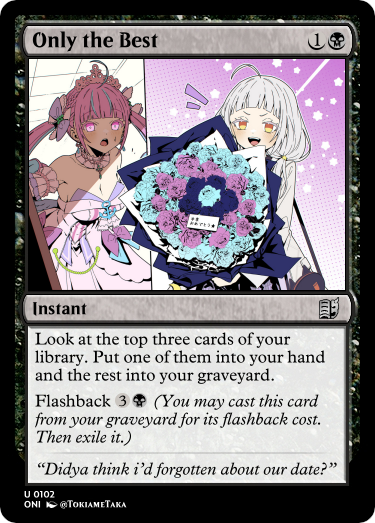 Only the Best
1
Instant
Look at the top three cards of your
library. Put one of them into your hand
and the rest into your graveyard.
Flashback 3 (You may cast this card
from your graveyard for its flashback cost.
Then exile it.)
“Didya think i’d forgotten about our date?”
U 0102
ONI @TokiameTaka